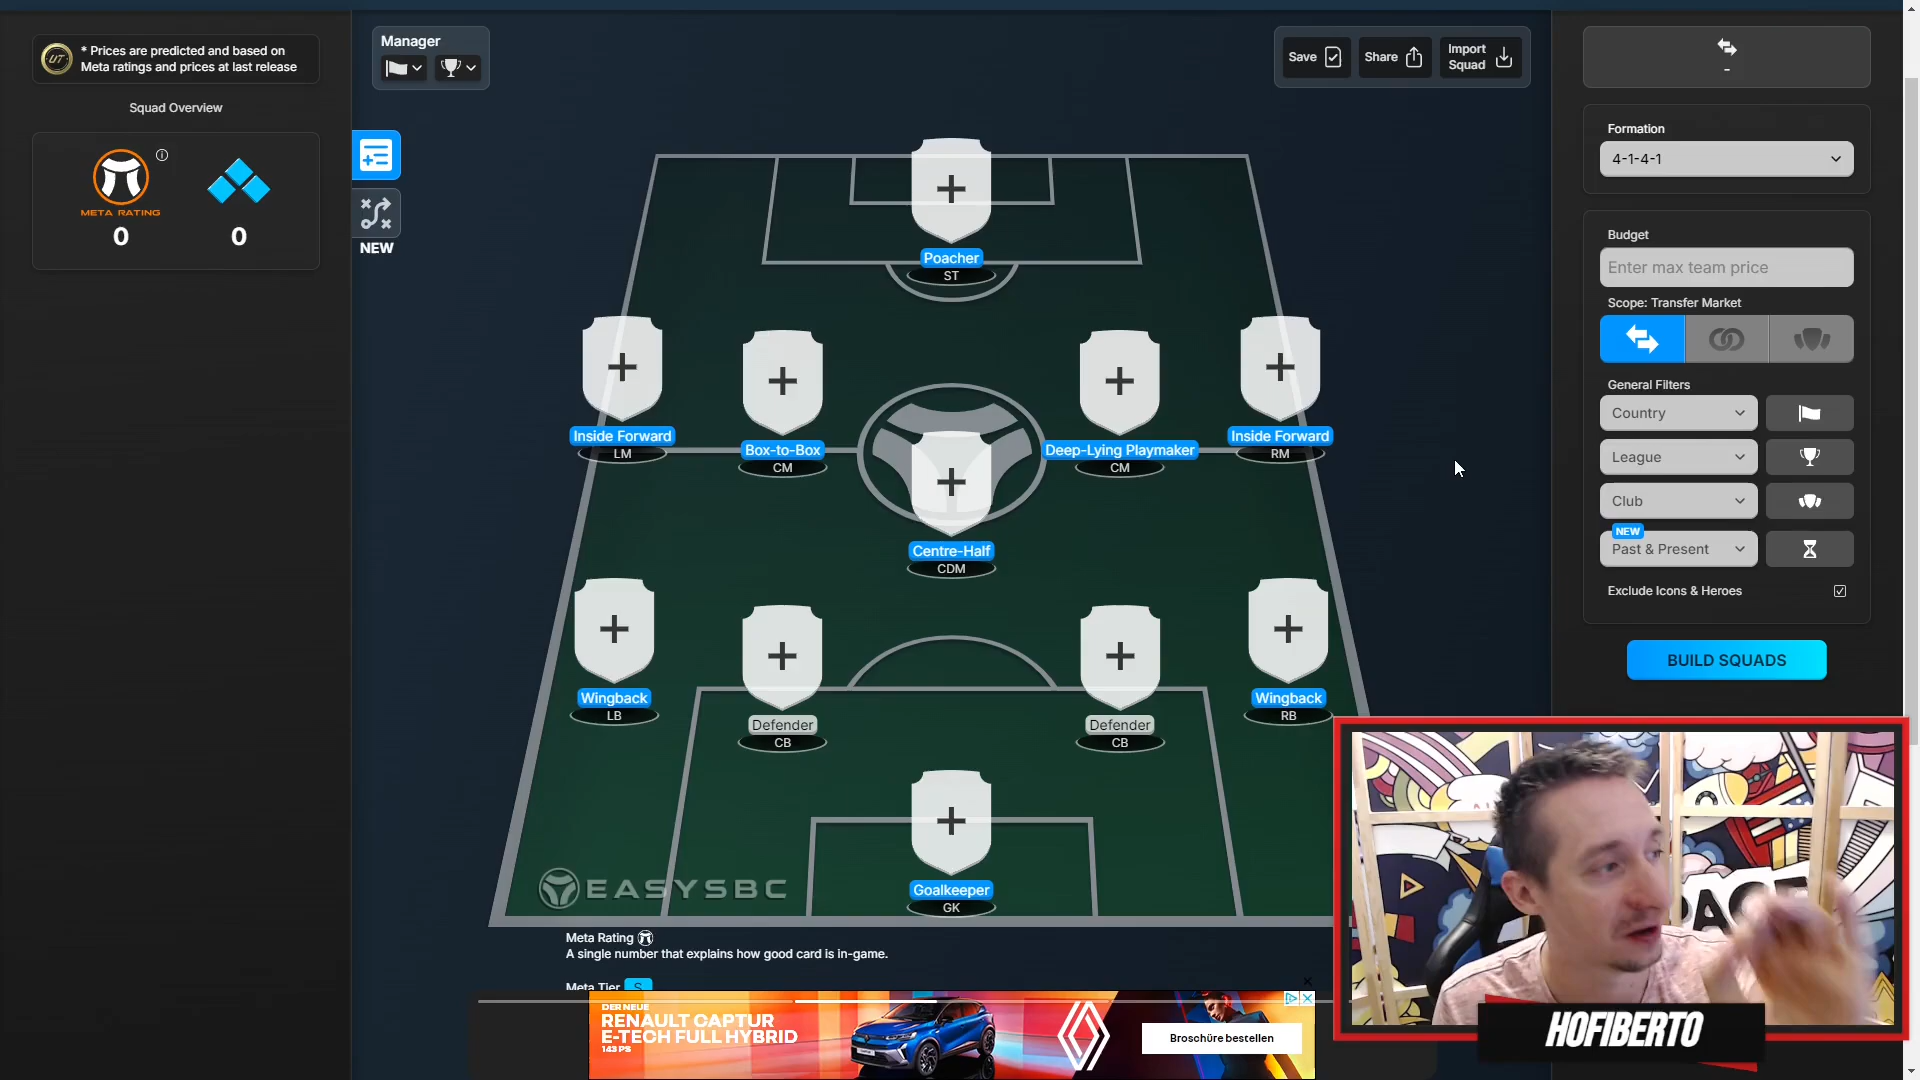 * Prices are predicted and based on
Meta ratings and prices at last release
Squad Overview
META RATING
0
0
Manager
NEW
Save
Share
Import
Squad
Poacher
ST
Inside Forward
LM
Box-to-Box
CM
Deep-Lying Playmaker
CM
Inside Forward
RM
Centre-Half
CDM
Wingback
LB
Defender
CB
Defender
CB
Wingback
RB
Goalkeeper
GK
EASYSBC
Meta Rating
A single number that explains how good card is in-game.
Meta Tier S
-
Formation
4-1-4-1
Budget
Enter max team price
Scope: Transfer Market
General Filters
Country
League
Club
NEW
Past & Present
Exclude Icons & Heroes
BUILD SQUADS
DER NEUE
RENAULT CAPTUR
E-TECH FULL HYBRID
143 PS
Broschüre bestellen
HOFIBERTO